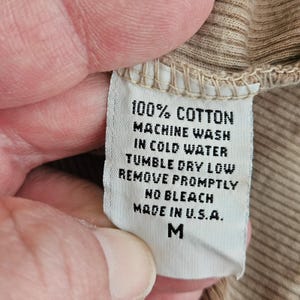 100% COTTON
MACHINE WASH
IN COLD WATER
TUMBLE DRY LOW
REMOVE PROMPTLY
NO BLEACH
MADE IN U.S.A.
M